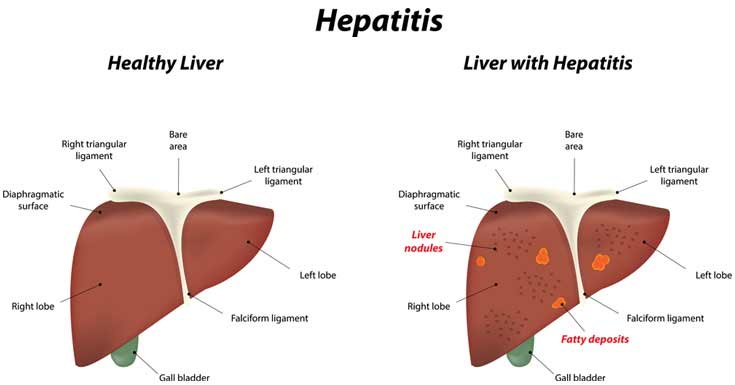 Hepatitis
Healthy Liver
Right triangular
ligament
Bare
area
Left triangular
ligament
Diaphragmatic
surface
Left lobe
Right lobe
Falciform ligament
Gall bladder
Liver with Hepatitis
Right triangular
ligament
Bare
area
Left triangular
ligament
Diaphragmatic
surface
Liver
nodules
Left lobe
Right lobe
Falciform ligament
Fatty deposits
Gall bladder